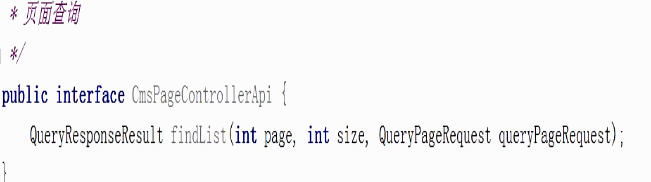 * 页面查询
*/
public interface CmsPageControllerApi {
QueryResponseResult findList(int page, int size, QueryPageRequest queryPageRequest);
}